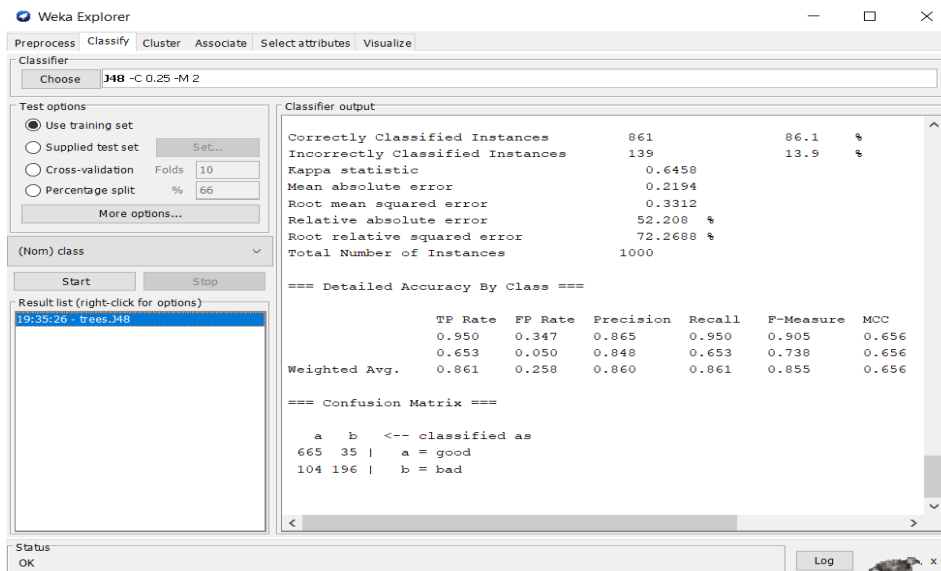 Weka Explorer
Preprocess Classify Cluster Associate Select attributes Visualize
Classifier
Choose J48 -C 0.25 -M 2
Test options
Use training set
Supplied test set Set...
Cross-validation Folds 10
Percentage split % 66
More options...
(Nom) class
Start Stop
Result list (right-click for options)
19:35:26 - trees.J48
Classifier output
Correctly Classified Instances 861 86.1 %
Incorrectly Classified Instances 139 13.9 %
Kappa statistic 0.6458
Mean absolute error 0.2194
Root mean squared error 0.3312
Relative absolute error 52.208 %
Root relative squared error 72.2688 %
Total Number of Instances 1000
=== Detailed Accuracy By Class ===
TP Rate FP Rate Precision Recall F-Measure MCC
0.950 0.347 0.865 0.950 0.905 0.656
0.653 0.050 0.848 0.653 0.738 0.656
Weighted Avg. 0.861 0.258 0.860 0.861 0.855 0.656
=== Confusion Matrix ===
a b <-- classified as
665 35 | a = good
104 196 | b = bad
Status
OK
Log
x